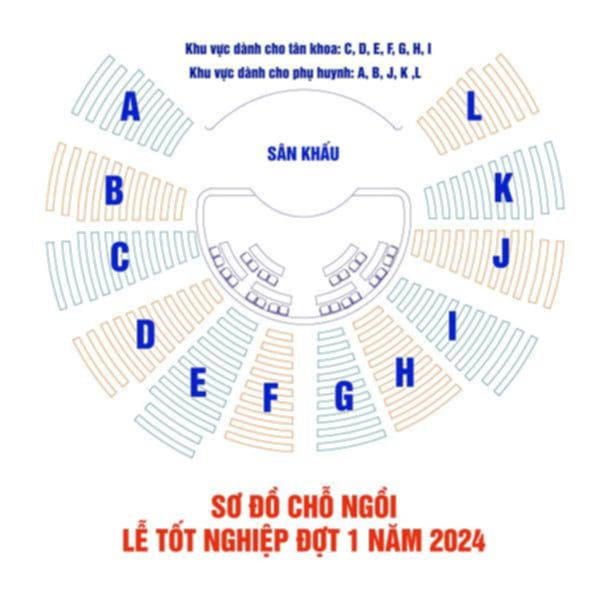 Khu vực dành cho tân khoa: C, D, E, F, G, H, I
Khu vực dành cho phụ huynh: A, B, J, K ,L
A
L
SÂN KHẤU
B
K
C
J
D
I
E
F
G
H
SƠ ĐỒ CHỖ NGỒI
LỄ TỐT NGHIỆP ĐỢT 1 NĂM 2024